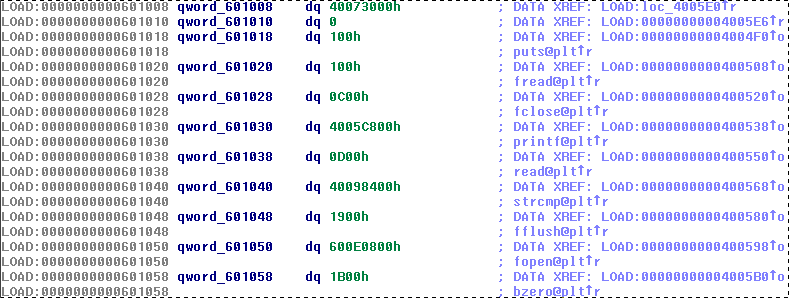 LOAD:0000000000601008 qword_601008 dq 40073000h ; DATA XREF: LOAD:loc_4005E0↑r
LOAD:0000000000601010 qword_601010 dq 0 ; DATA XREF: LOAD:00000000004005E6↑r
LOAD:0000000000601018 qword_601018 dq 100h ; DATA XREF: LOAD:00000000004004F0↑o
LOAD:0000000000601018 ; puts@plt↑r
LOAD:0000000000601020 qword_601020 dq 100h ; DATA XREF: LOAD:0000000000400508↑o
LOAD:0000000000601020 ; fread@plt↑r
LOAD:0000000000601028 qword_601028 dq 0C00h ; DATA XREF: LOAD:0000000000400520↑o
LOAD:0000000000601028 ; fclose@plt↑r
LOAD:0000000000601030 qword_601030 dq 4005C800h ; DATA XREF: LOAD:0000000000400538↑o
LOAD:0000000000601030 ; printf@plt↑r
LOAD:0000000000601038 qword_601038 dq 0D00h ; DATA XREF: LOAD:0000000000400550↑o
LOAD:0000000000601038 ; read@plt↑r
LOAD:0000000000601040 qword_601040 dq 40098400h ; DATA XREF: LOAD:0000000000400568↑o
LOAD:0000000000601040 ; strcmp@plt↑r
LOAD:0000000000601048 qword_601048 dq 1900h ; DATA XREF: LOAD:0000000000400580↑o
LOAD:0000000000601048 ; fflush@plt↑r
LOAD:0000000000601050 qword_601050 dq 600E0800h ; DATA XREF: LOAD:0000000000400598↑o
LOAD:0000000000601050 ; fopen@plt↑r
LOAD:0000000000601058 qword_601058 dq 1B00h ; DATA XREF: LOAD:00000000004005B0↑o
LOAD:0000000000601058 ; bzero@plt↑r